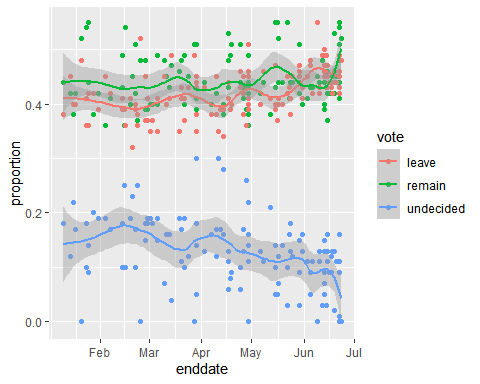 proportion
0.4
0.2
0.0
Feb Mar Apr May Jun Jul
enddate
vote
leave
remain
undecided